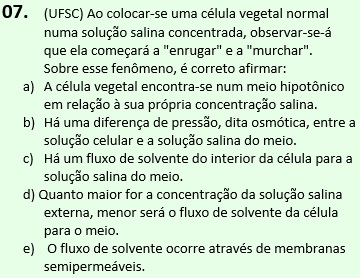 07. (UFSC) Ao colocar-se uma célula vegetal normal
numa solução salina concentrada, observar-se-á
que ela começará a "enrugar" e a "murchar".
Sobre esse fenômeno, é correto afirmar:
a) A célula vegetal encontra-se num meio hipotônico
em relação à sua própria concentração salina.
b) Há uma diferença de pressão, dita osmótica, entre a
solução celular e a solução salina do meio.
c) Há um fluxo de solvente do interior da célula para a
solução salina do meio.
d) Quanto maior for a concentração da solução salina
externa, menor será o fluxo de solvente da célula
para o meio.
e) O fluxo de solvente ocorre através de membranas
semipermeáveis.